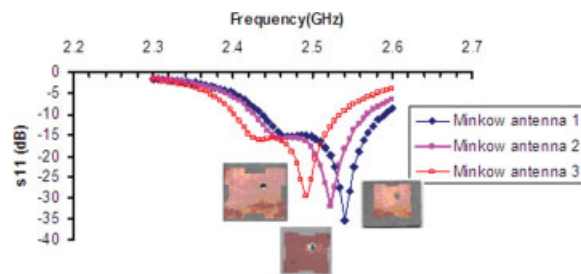 Frequency(GHz)
2.2 2.3 2.4 2.5 2.6 2.7
s11 (dB)
0
-5
-10
-15
-20
-25
-30
-35
-40
Minkow antenna 1
Minkow antenna 2
Minkow antenna 3